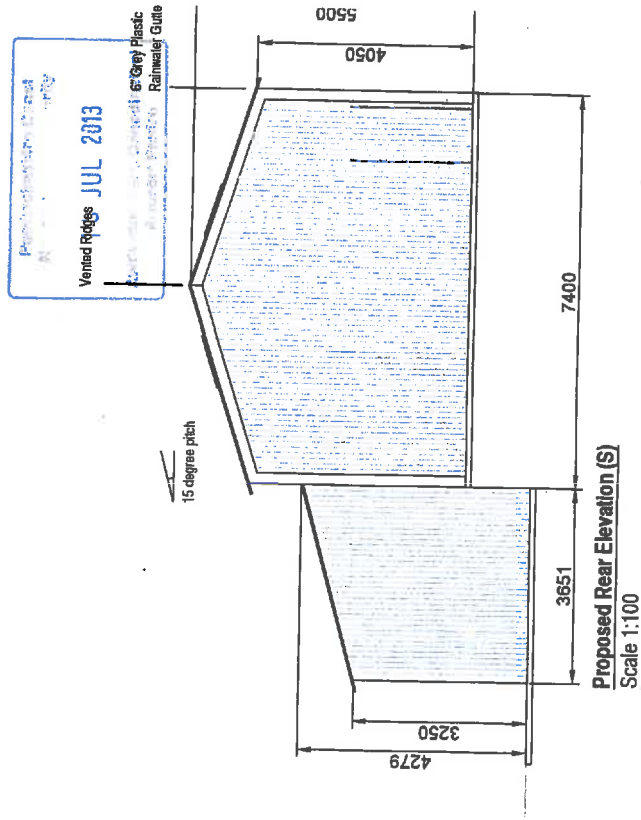 JUL 2013
Vented Ridges
6" Grey Plastic
Rainwater Gutte
15 degree pitch
5500
4050
7400
3651
3250
4279
Proposed Rear Elevation (S)
Scale 1:100